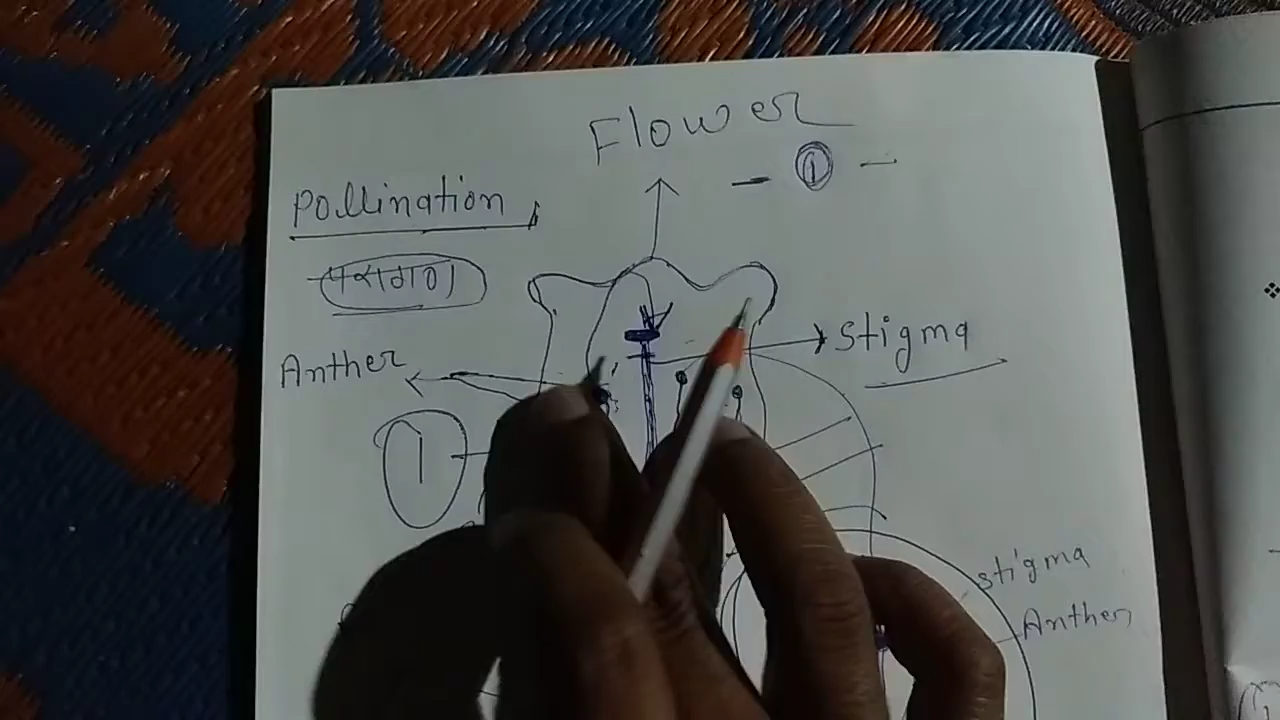 Flower
- ① -
Pollination
परागण
Anther
stigma
1
stigma
Anther